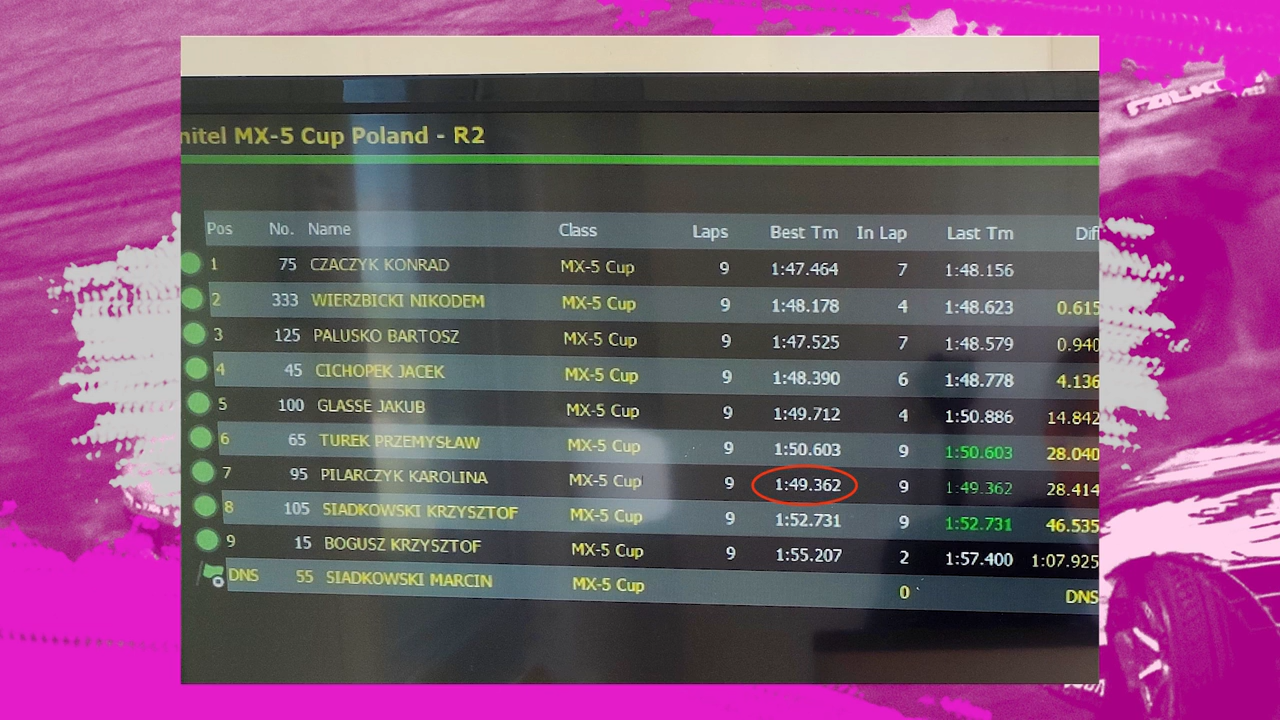 nitel MX-5 Cup Poland - R2
Pos No. Name Class Laps Best Tm In Lap Last Tm Dif
1 75 CZACZYK KONRAD MX-5 Cup 9 1:47.464 7 1:48.156
2 333 WIERZBICKI NIKODEM MX-5 Cup 9 1:48.178 4 1:48.623 0.615
3 125 PALUSKO BARTOSZ MX-5 Cup 9 1:47.525 7 1:48.579 0.940
4 45 CICHOPEK JACEK MX-5 Cup 9 1:48.390 6 1:48.778 4.136
5 100 GLASSE JAKUB MX-5 Cup 9 1:49.712 4 1:50.886 14.842
6 65 TUREK PRZEMYSŁAW MX-5 Cup 9 1:50.603 9 1:50.603 28.040
7 95 PILARCZYK KAROLINA MX-5 Cup 9 1:49.362 9 1:49.362 28.414
8 105 SIADKOWSKI KRZYSZTOF MX-5 Cup 9 1:52.731 9 1:52.731 46.535
9 15 BOGUSZ KRZYSZTOF MX-5 Cup 9 1:55.207 2 1:57.400 1:07.925
DNS 55 SIADKOWSKI MARCIN MX-5 Cup 0 DNS